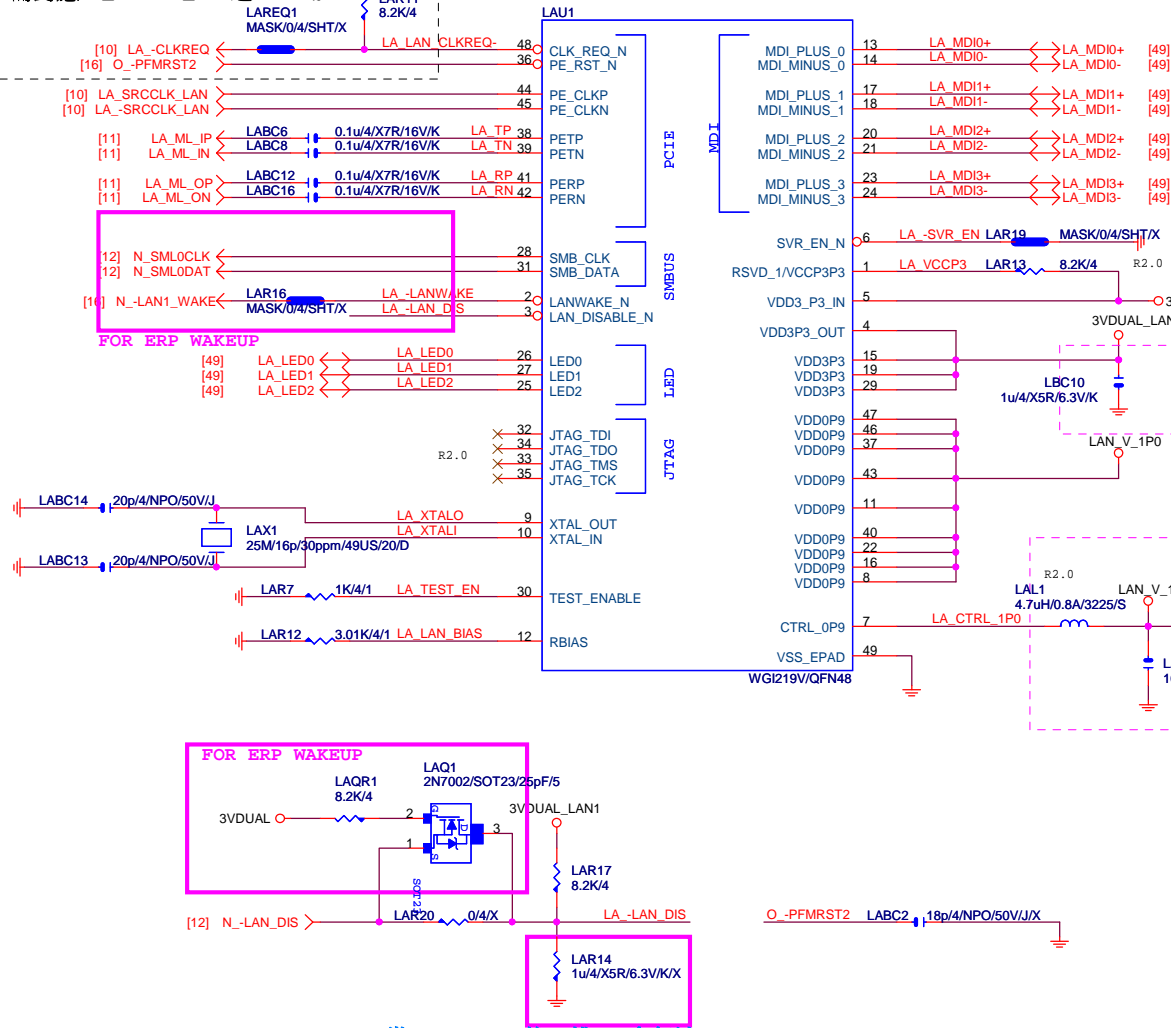 LAREQ1
MASK/0/4/SHT/X
8.2K/4
LAU1
[10] LA_-CLKREQ
LA_LAN_CLKREQ-
48
CLK_REQ_N
[16] O_-PFMRST2
36
PE_RST_N
[10] LA_SRCCLK_LAN
44
PE_CLKP
[10] LA_-SRCCLK_LAN
45
PE_CLKN
[11] LA_ML_IP
LABC6
0.1u/4/X7R/16V/K
LA_TP
38
PETP
[11] LA_ML_IN
LABC8
0.1u/4/X7R/16V/K
LA_TN
39
PETN
[11] LA_ML_OP
LABC12
0.1u/4/X7R/16V/K
LA_RP
41
PERP
[11] LA_ML_ON
LABC16
0.1u/4/X7R/16V/K
LA_RN
42
PERN
PCIE
MDI
MDI_PLUS_0
13
LA_MDI0+
LA_MDI0+
[49]
MDI_MINUS_0
14
LA_MDI0-
LA_MDI0-
[49]
MDI_PLUS_1
17
LA_MDI1+
LA_MDI1+
[49]
MDI_MINUS_1
18
LA_MDI1-
LA_MDI1-
[49]
MDI_PLUS_2
20
LA_MDI2+
LA_MDI2+
[49]
MDI_MINUS_2
21
LA_MDI2-
LA_MDI2-
[49]
MDI_PLUS_3
23
LA_MDI3+
LA_MDI3+
[49]
MDI_MINUS_3
24
LA_MDI3-
LA_MDI3-
[49]
[12] N_SML0CLK
28
SMB_CLK
[12] N_SML0DAT
31
SMB_DATA
SMBUS
[16] N_-LAN1_WAKE
LAR16
MASK/0/4/SHT/X
LA_-LANWAKE
2
LANWAKE_N
LA_-LAN_DIS
3
LAN_DISABLE_N
FOR ERP WAKEUP
SVR_EN_N
6
LA_-SVR_EN
LAR19
MASK/0/4/SHT/X
R2.0
RSVD_1/VCCP3P3
1
LA_VCCP3
LAR13
8.2K/4
VDD3_P3_IN
5
3VDUAL_LAN
VDD3P3_OUT
4
VDD3P3
15
VDD3P3
19
VDD3P3
29
LBC10
1u/4/X5R/6.3V/K
[49] LA_LED0
LA_LED0
26
LED0
[49] LA_LED1
LA_LED1
27
LED1
[49] LA_LED2
LA_LED2
25
LED2
LED
VDD0P9
47
VDD0P9
46
VDD0P9
37
VDD0P9
43
LAN_V_1P0
VDD0P9
11
VDD0P9
40
VDD0P9
22
VDD0P9
16
VDD0P9
8
R2.0
32
JTAG_TDI
34
JTAG_TDO
33
JTAG_TMS
35
JTAG_TCK
JTAG
LABC14
20p/4/NPO/50V/J
LA_XTALO
9
XTAL_OUT
LAX1
25M/16p/30ppm/49US/20/D
LA_XTALI
10
XTAL_IN
LABC13
20p/4/NPO/50V/J
LAR7
1K/4/1
LA_TEST_EN
30
TEST_ENABLE
LAR12
3.01K/4/1
LA_LAN_BIAS
12
RBIAS
CTRL_0P9
7
LA_CTRL_1P0
R2.0
LAL1
4.7uH/0.8A/3225/S
VSS_EPAD
49
WGI219V/QFN48
FOR ERP WAKEUP
LAQ1
2N7002/SOT23/25pF/5
LAQR1
8.2K/4
3VDUAL
2
1
3
G
D
S
3VDUAL_LAN1
LAR17
8.2K/4
[12] N_-LAN_DIS
LAR20
0/4/X
LA_-LAN_DIS
LAR14
1u/4/X5R/6.3V/K/X
O_-PFMRST2
LABC2
18p/4/NPO/50V/J/X